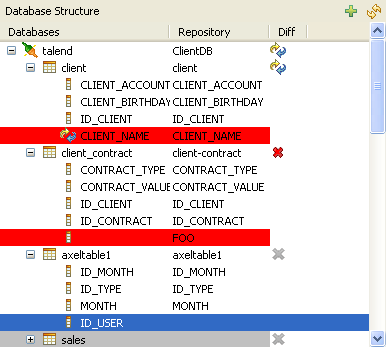 Database Structure
Databases Repository Diff
talend ClientDB
client client
CLIENT_ACCOUNT CLIENT_ACCOUNT
CLIENT_BIRTHDAY CLIENT_BIRTHDAY
ID_CLIENT ID_CLIENT
CLIENT_NAME CLIENT_NAME
client_contract client-contract
CONTRACT_TYPE CONTRACT_TYPE
CONTRACT_VALUE CONTRACT_VALUE
ID_CLIENT ID_CLIENT
ID_CONTRACT ID_CONTRACT
FOO
axeltable1 axeltable1
ID_MONTH ID_MONTH
ID_TYPE ID_TYPE
MONTH MONTH
ID_USER
sales